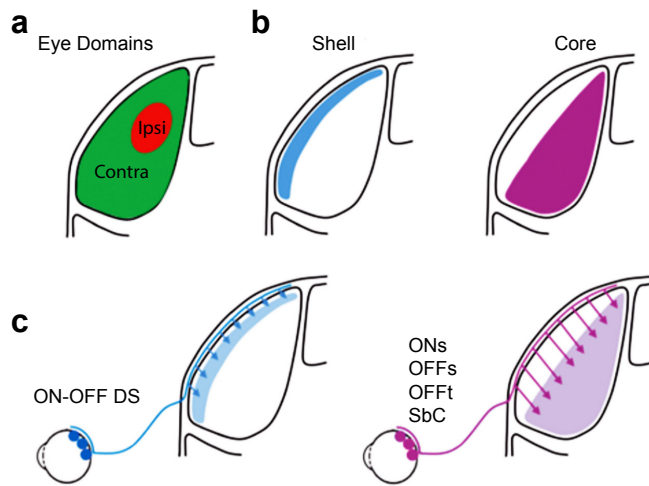 a
Eye Domains
Ipsi
Contra
b
Shell
Core
c
ON-OFF DS
ONs
OFFs
OFFt
SbC